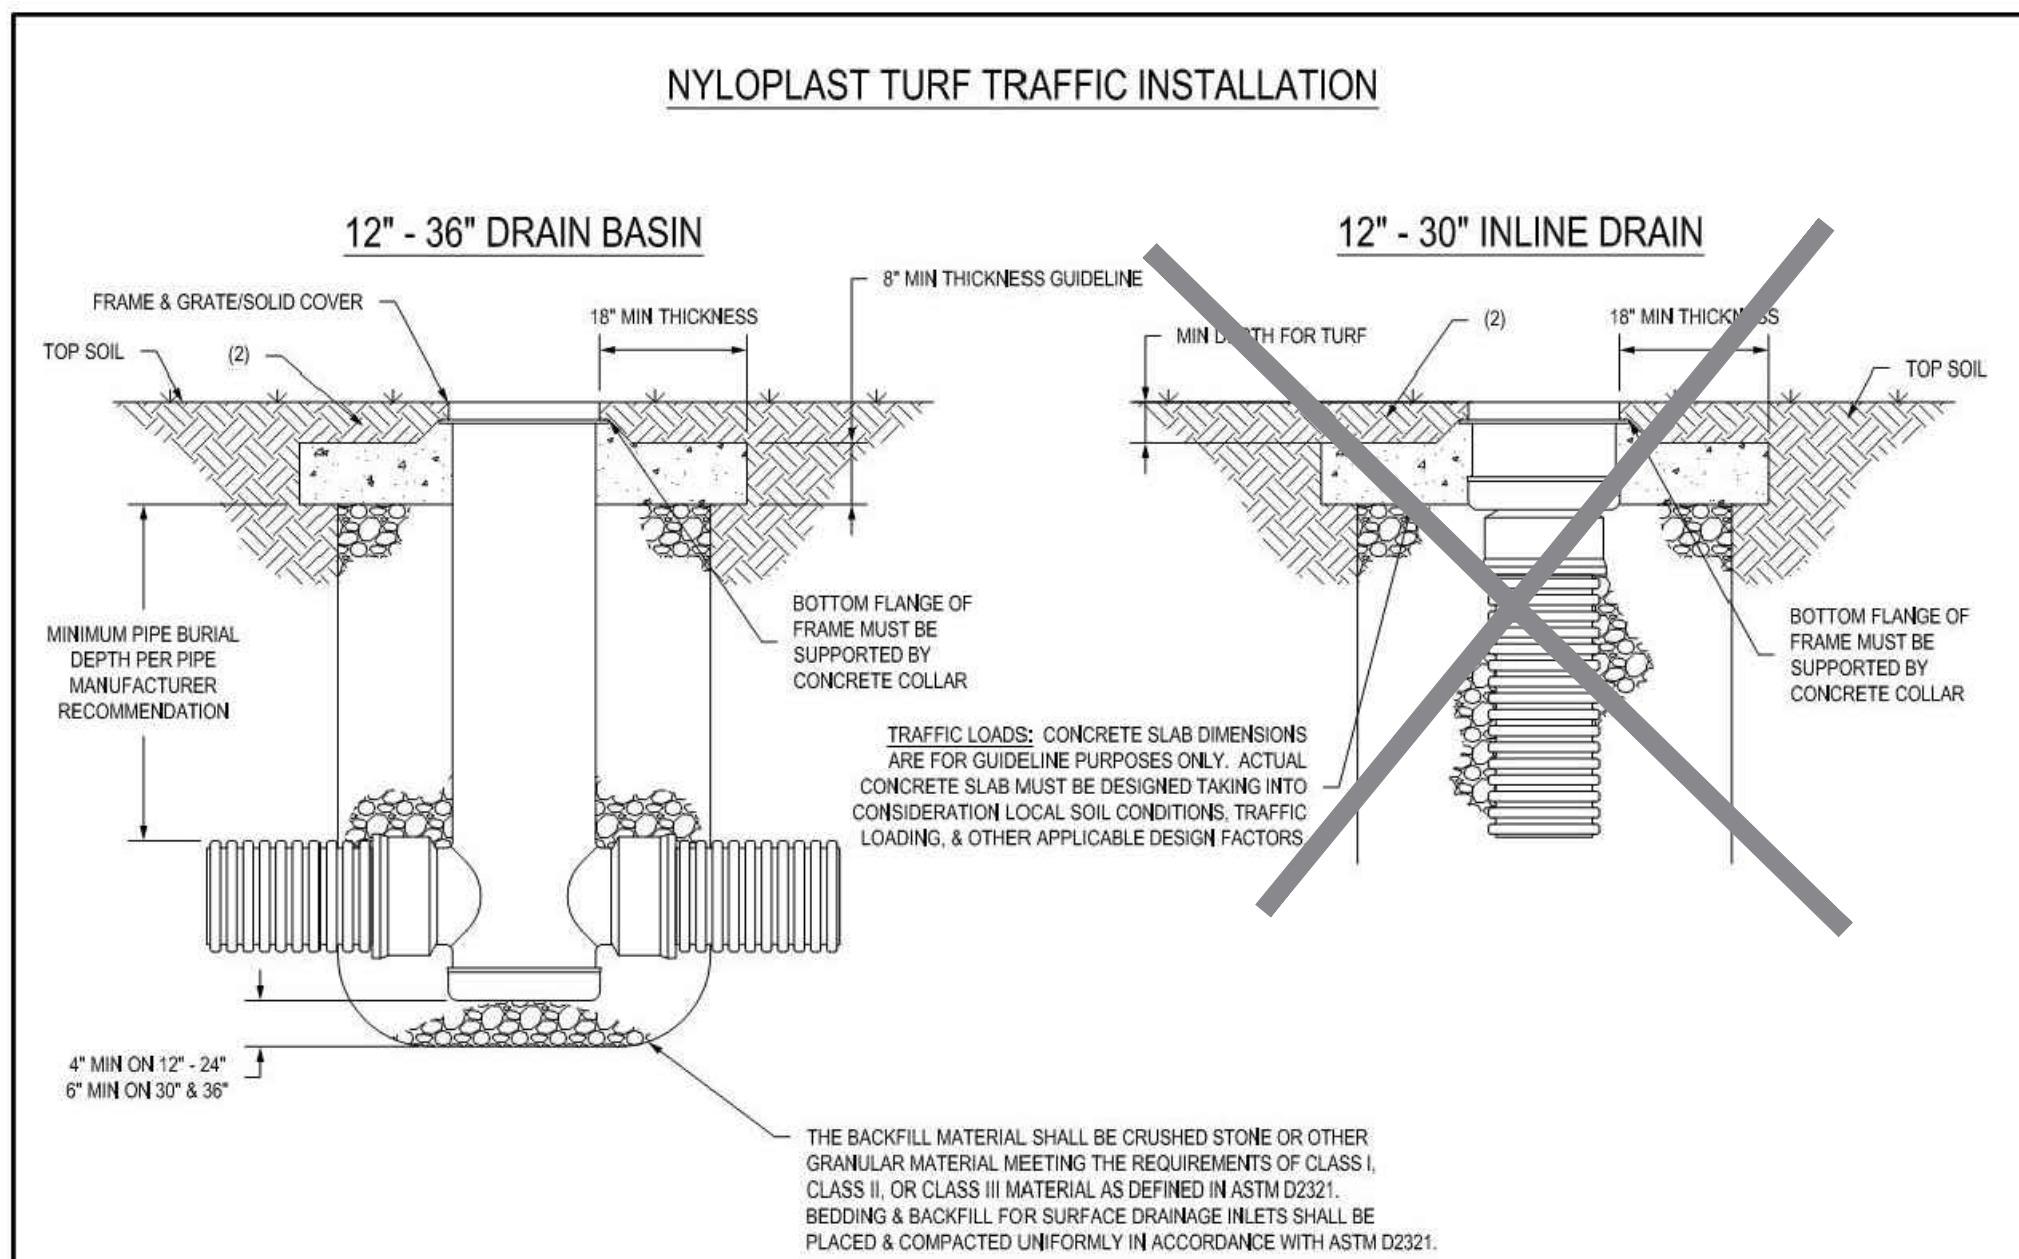 NYLOPLAST TURF TRAFFIC INSTALLATION
12" - 36" DRAIN BASIN
FRAME & GRATE/SOLID COVER
TOP SOIL
(2)
18" MIN THICKNESS
8" MIN THICKNESS GUIDELINE
MINIMUM PIPE BURIAL
DEPTH PER PIPE
MANUFACTURER
RECOMMENDATION
BOTTOM FLANGE OF
FRAME MUST BE
SUPPORTED BY
CONCRETE COLLAR
4" MIN ON 12" - 24"
6" MIN ON 30" & 36"
12" - 30" INLINE DRAIN
MIN DEPTH FOR TURF
(2)
18" MIN THICKNESS
TOP SOIL
BOTTOM FLANGE OF
FRAME MUST BE
SUPPORTED BY
CONCRETE COLLAR
TRAFFIC LOADS: CONCRETE SLAB DIMENSIONS
ARE FOR GUIDELINE PURPOSES ONLY. ACTUAL
CONCRETE SLAB MUST BE DESIGNED TAKING INTO
CONSIDERATION LOCAL SOIL CONDITIONS, TRAFFIC
LOADING, & OTHER APPLICABLE DESIGN FACTORS.
THE BACKFILL MATERIAL SHALL BE CRUSHED STONE OR OTHER
GRANULAR MATERIAL MEETING THE REQUIREMENTS OF CLASS I,
CLASS II, OR CLASS III MATERIAL AS DEFINED IN ASTM D2321.
BEDDING & BACKFILL FOR SURFACE DRAINAGE INLETS SHALL BE
PLACED & COMPACTED UNIFORMLY IN ACCORDANCE WITH ASTM D2321.